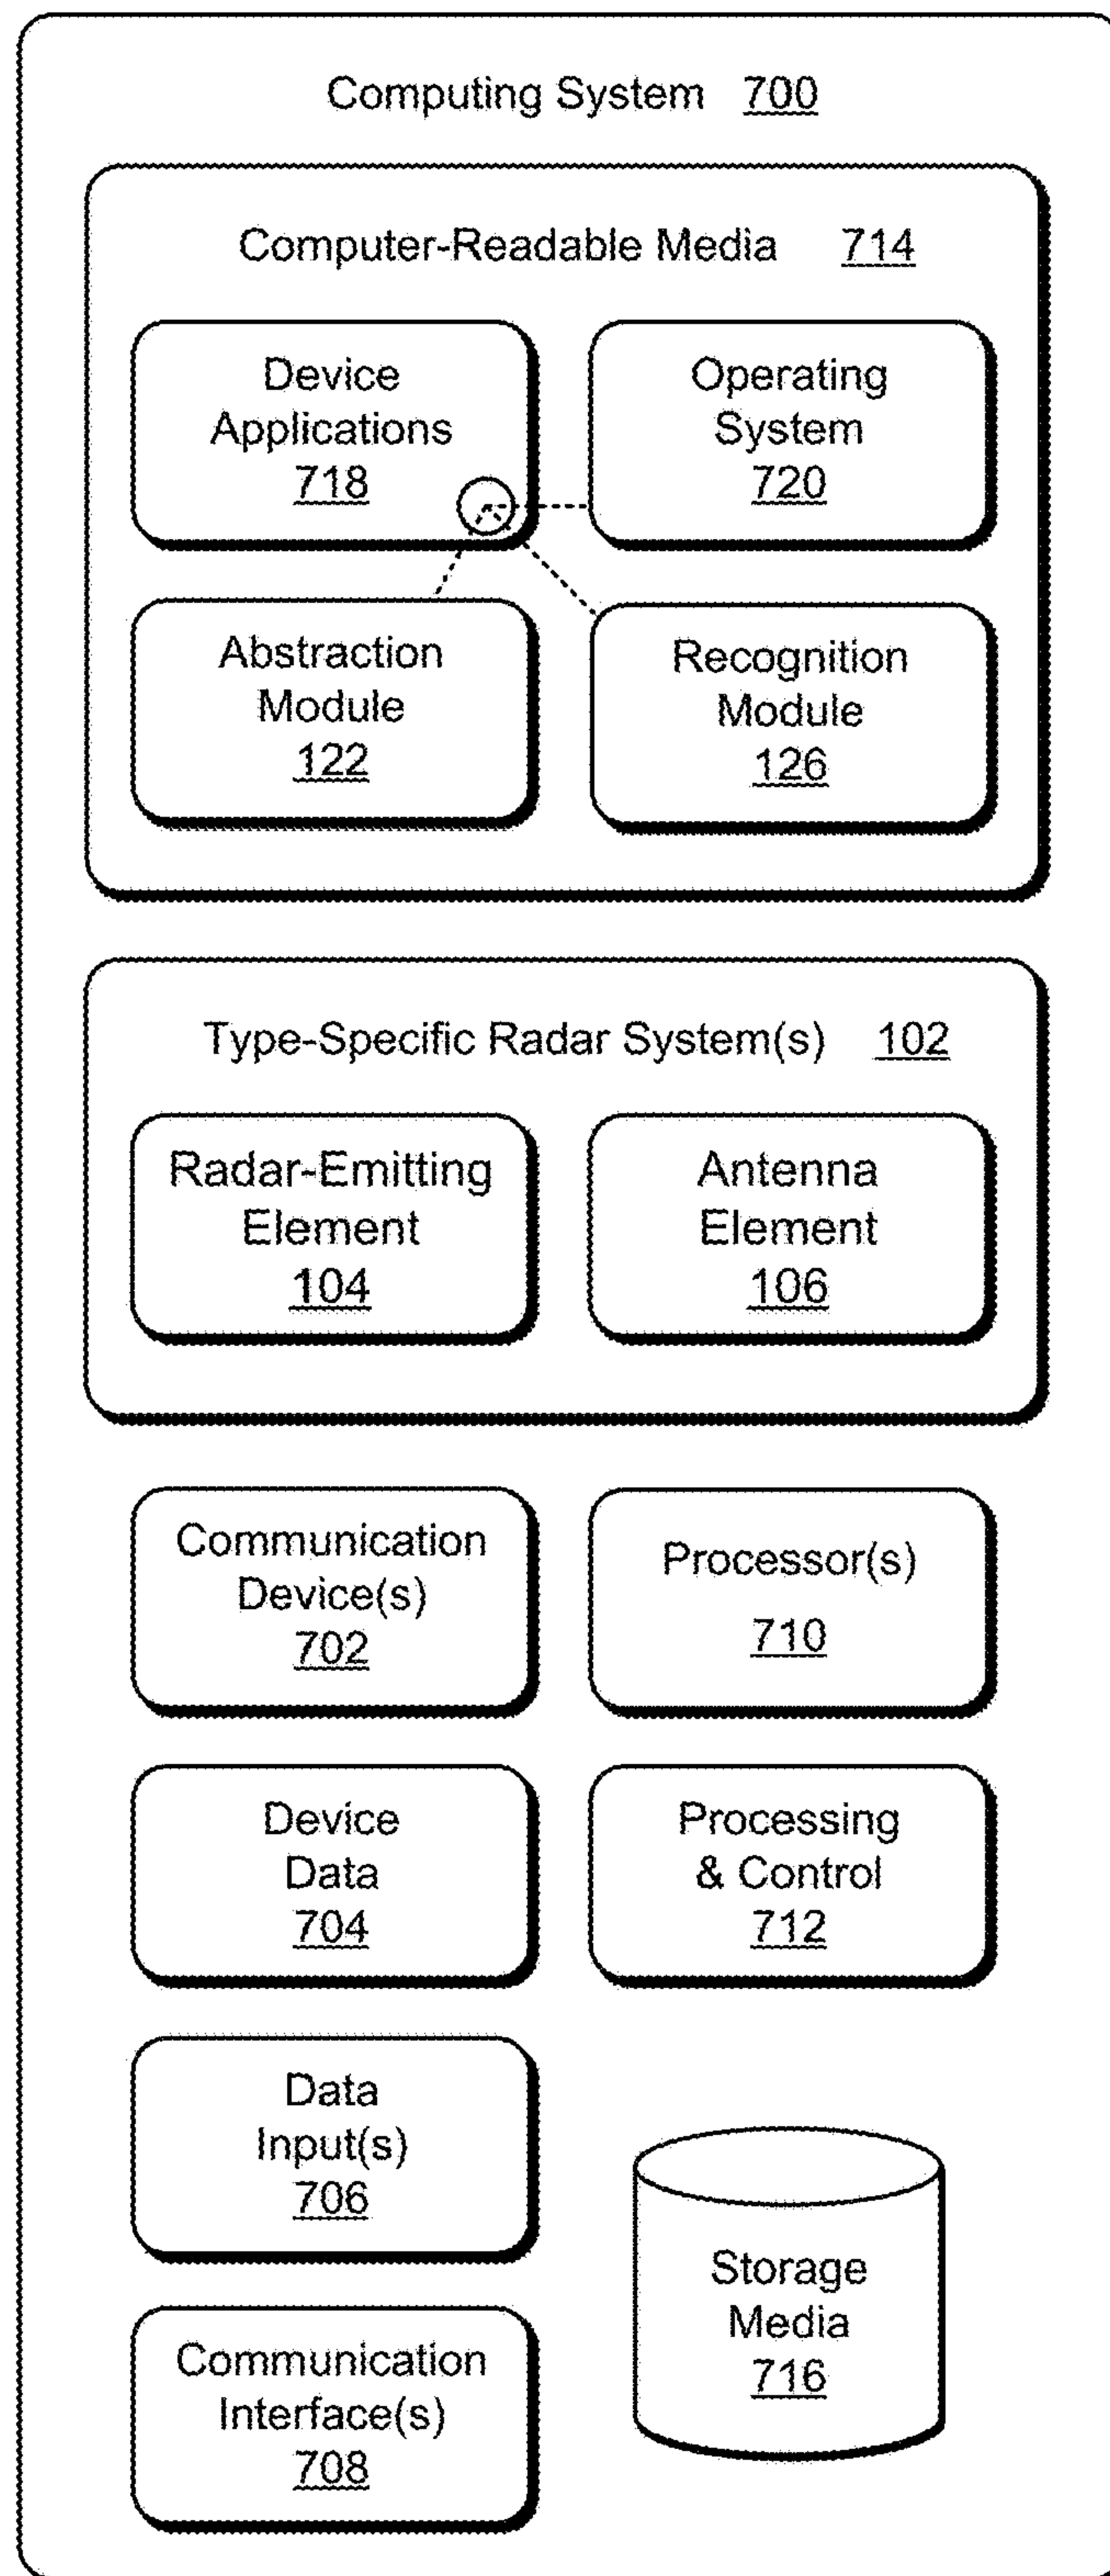 Computing System 700
Computer-Readable Media 714
Device
Applications
718
Operating
System
720
Abstraction
Module
122
Recognition
Module
126
Type-Specific Radar System(s) 102
Radar-Emitting
Element
104
Antenna
Element
106
Communication
Device(s)
702
Processor(s)
710
Device
Data
704
Processing
& Control
712
Data
Input(s)
706
Storage
Media
716
Communication
Interface(s)
708